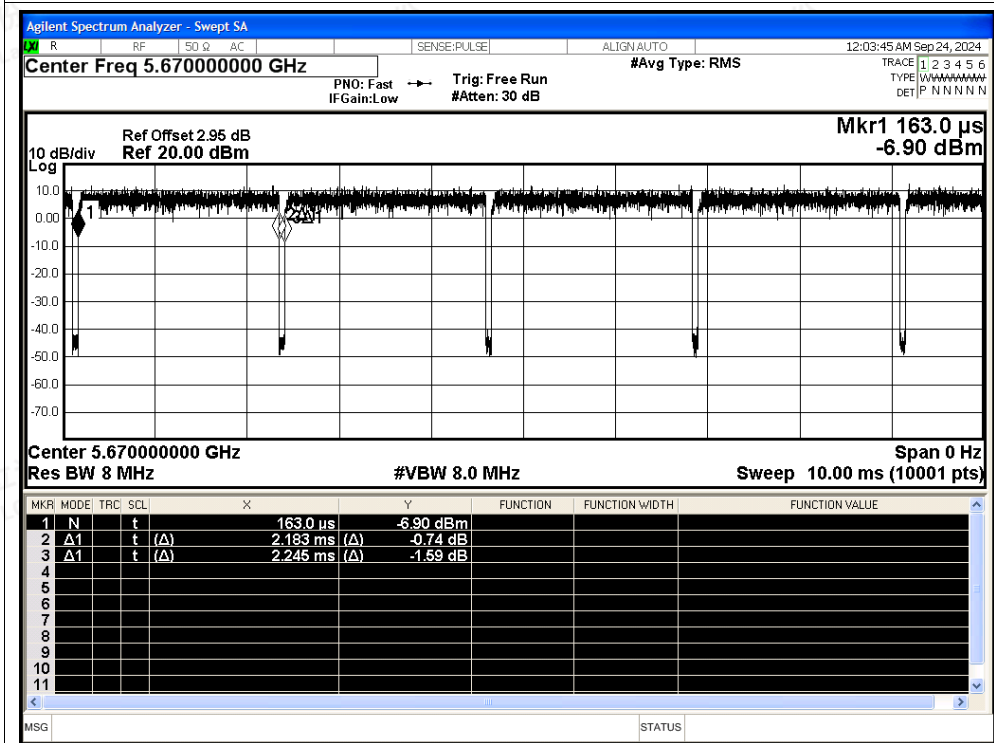 Agilent Spectrum Analyzer - Swept SA
LXI R RF 50 Ω AC SENSE:PULSE ALIGN AUTO 12:03:45 AM Sep 24, 2024
Center Freq 5.670000000 GHz #Avg Type: RMS TRACE 1 2 3 4 5 6
PNO: Fast Trig: Free Run TYPE W
IFGain:Low #Atten: 30 dB DET P N N N N N
Mkr1 163.0 µs
Ref Offset 2.95 dB
10 dB/div Ref 20.00 dBm -6.90 dBm
Log
10.0
1
0.00
-10.0
-20.0
-30.0
-40.0
-50.0
-60.0
-70.0
Center 5.670000000 GHz Span 0 Hz
Res BW 8 MHz #VBW 8.0 MHz Sweep 10.00 ms (10001 pts)
MKR MODE TRC SCL X Y FUNCTION FUNCTION WIDTH FUNCTION VALUE
1 N t 163.0 µs -6.90 dBm
2 Δ1 t (Δ) 2.183 ms (Δ) -0.74 dB
3 Δ1 t (Δ) 2.245 ms (Δ) -1.59 dB
4
5
6
7
8
9
10
11
MSG STATUS